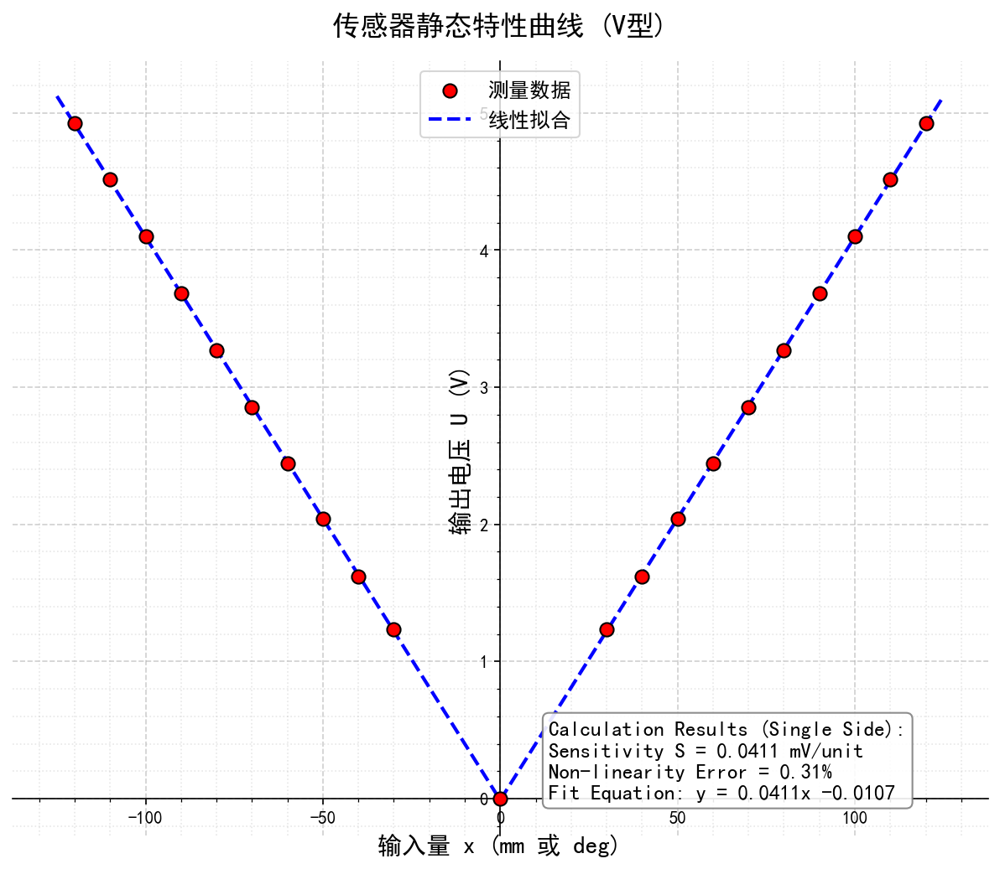 传感器静态特性曲线 (V型)
测量数据
线性拟合
5
4
3
2
1
0
输出电压 U (V)
Calculation Results (Single Side):
Sensitivity S = 0.0411 mV/unit
Non-linearity Error = 0.31%
Fit Equation: y = 0.0411x -0.0107
−100
−50
0
50
100
输入量 x (mm 或 deg)